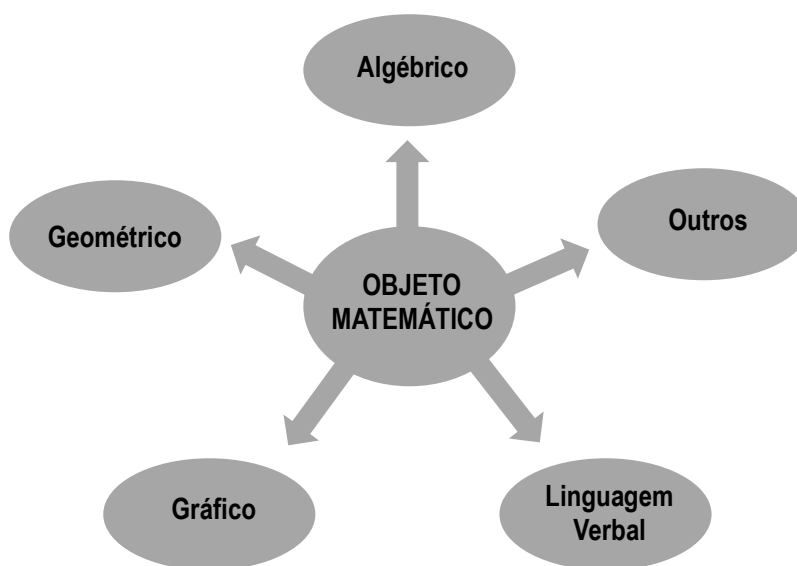 Algébrico
Geométrico
Outros
OBJETO
MATEMÁTICO
Gráfico
Linguagem
Verbal